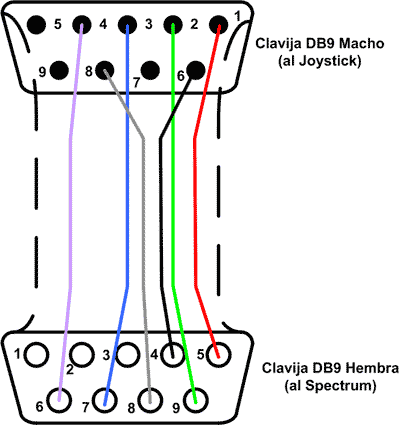 5 4 3 2 1
Clavija DB9 Macho
(al Joystick)
9 8 7 6
1 2 3 4 5
Clavija DB9 Hembra
(al Spectrum)
6 7 8 9